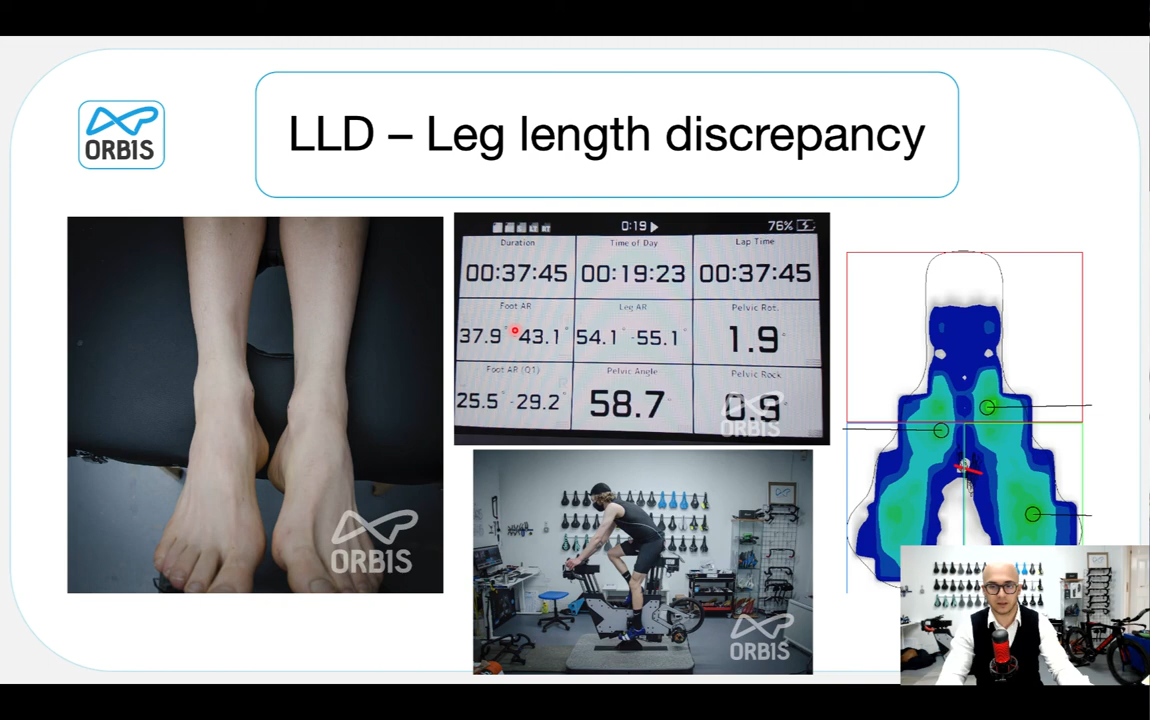 ORBIS
LLD – Leg length discrepancy
0:19
76%
Duration
Time of Day
Lap Time
00:37:45
00:19:23
00:37:45
Foot AR
Leg AR
Pelvic Rot.
37.9° -43.1°
54.1° -55.1°
1.9°
Foot AR (Q1)
Pelvic Angle
Pelvic Rock
25.5° -29.2°
58.7°
0.9°
ORBIS
ORBIS
ORBIS